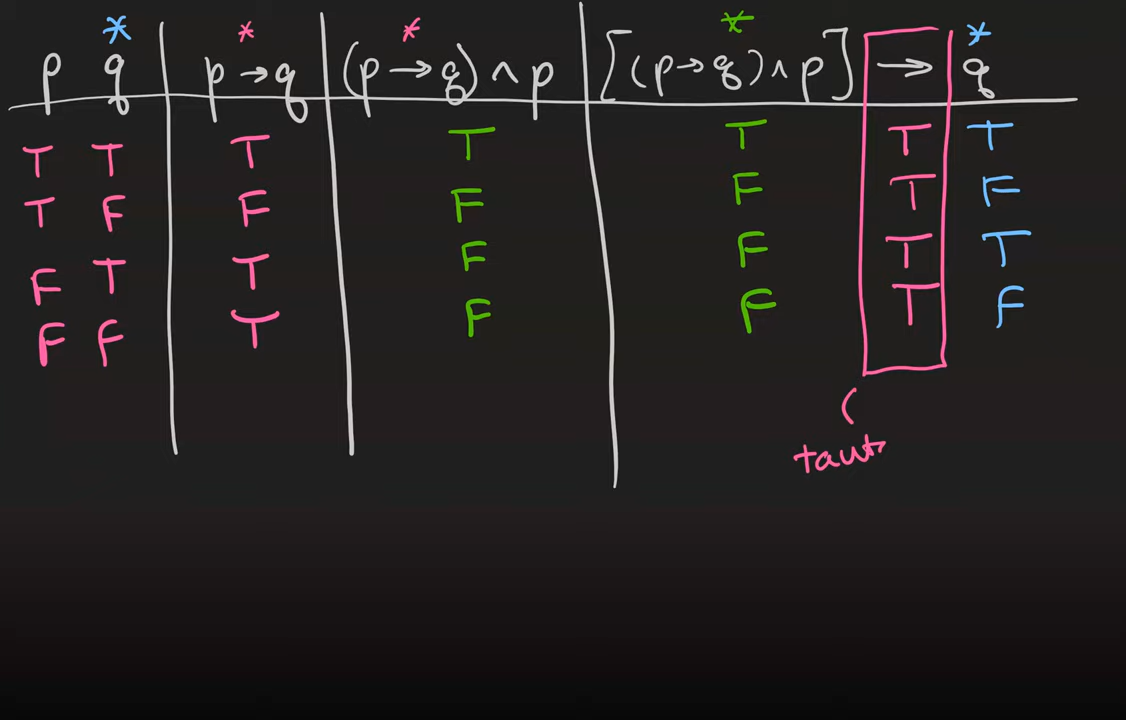 * * * * *
p q p → q (p → q) ∧ p [(p → q) ∧ p] → q
T T T T T T T
T F F F F T F
F T T F F T T
F F T F F T F
taut